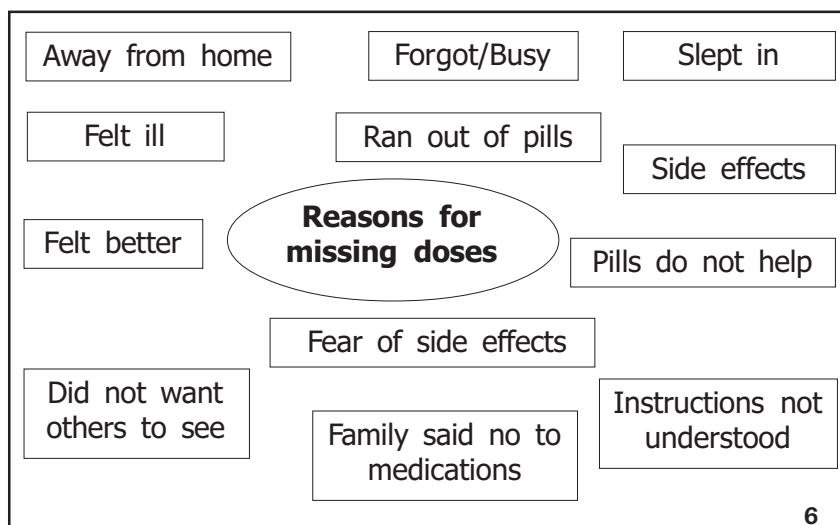 Away from home
Forgot/Busy
Slept in
Felt ill
Ran out of pills
Side effects
Felt better
Reasons for
missing doses
Pills do not help
Fear of side effects
Did not want
others to see
Family said no to
medications
Instructions not
understood
6